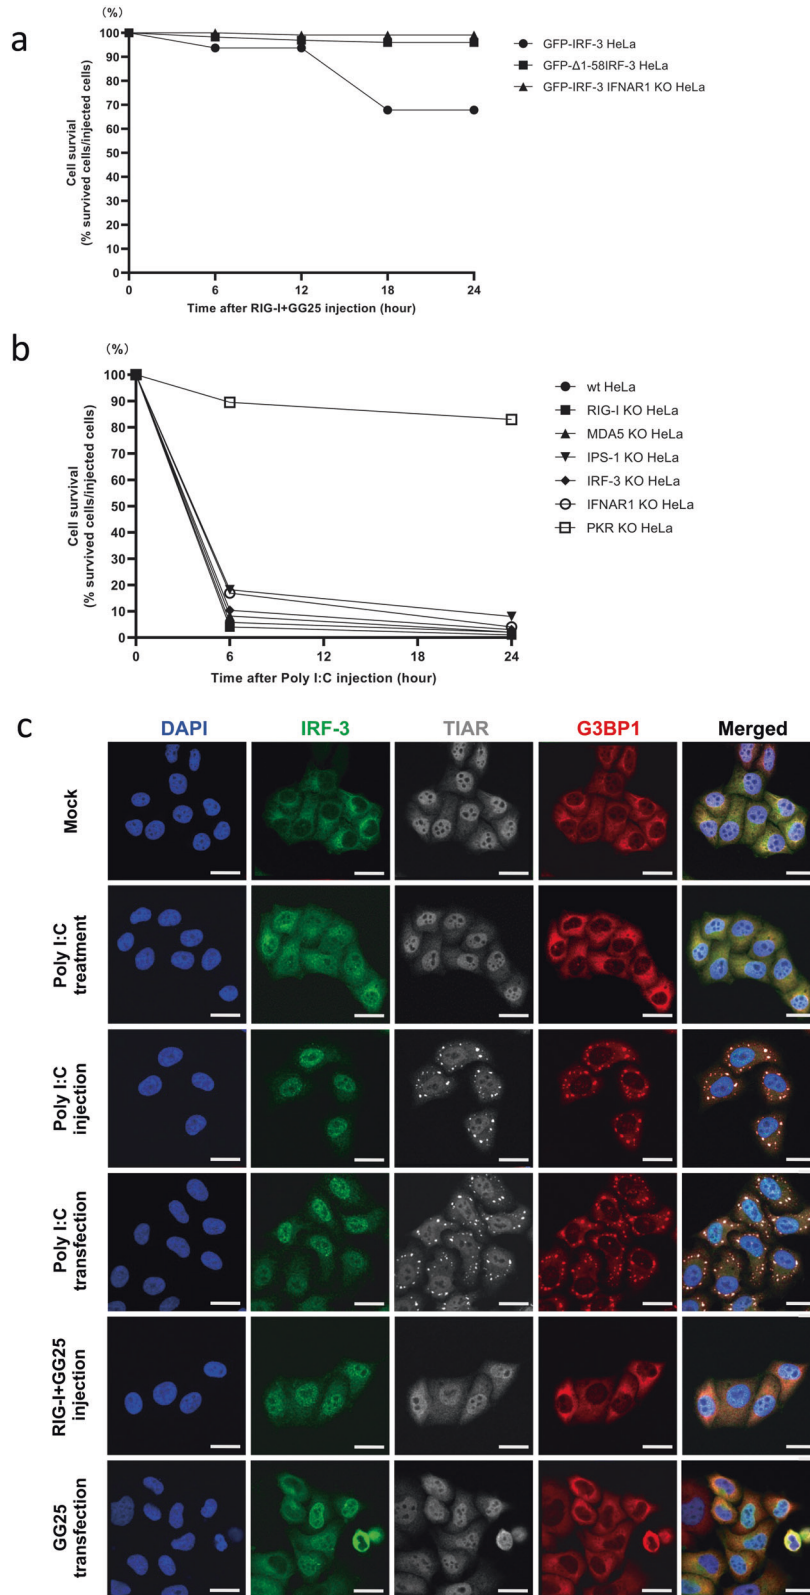 a
(%)
100
90
80
70
60
50
40
30
20
10
0
0
6
12
18
24
Cell survival
(% survived cells/injected cells)
Time after RIG-I+GG25 injection (hour)
GFP-IRF-3 HeLa
GFP-Δ1-58IRF-3 HeLa
GFP-IRF-3 IFNAR1 KO HeLa
b
(%)
100
90
80
70
60
50
40
30
20
10
0
0
6
12
18
24
Cell survival
(% survived cells/injected cells)
Time after Poly I:C injection (hour)
wt HeLa
RIG-I KO HeLa
MDA5 KO HeLa
IPS-1 KO HeLa
IRF-3 KO HeLa
IFNAR1 KO HeLa
PKR KO HeLa
c
DAPI IRF-3 TIAR G3BP1 Merged
Mock
Poly I:C
treatment
Poly I:C
injection
Poly I:C
transfection
RIG-I+GG25
injection
GG25
transfection